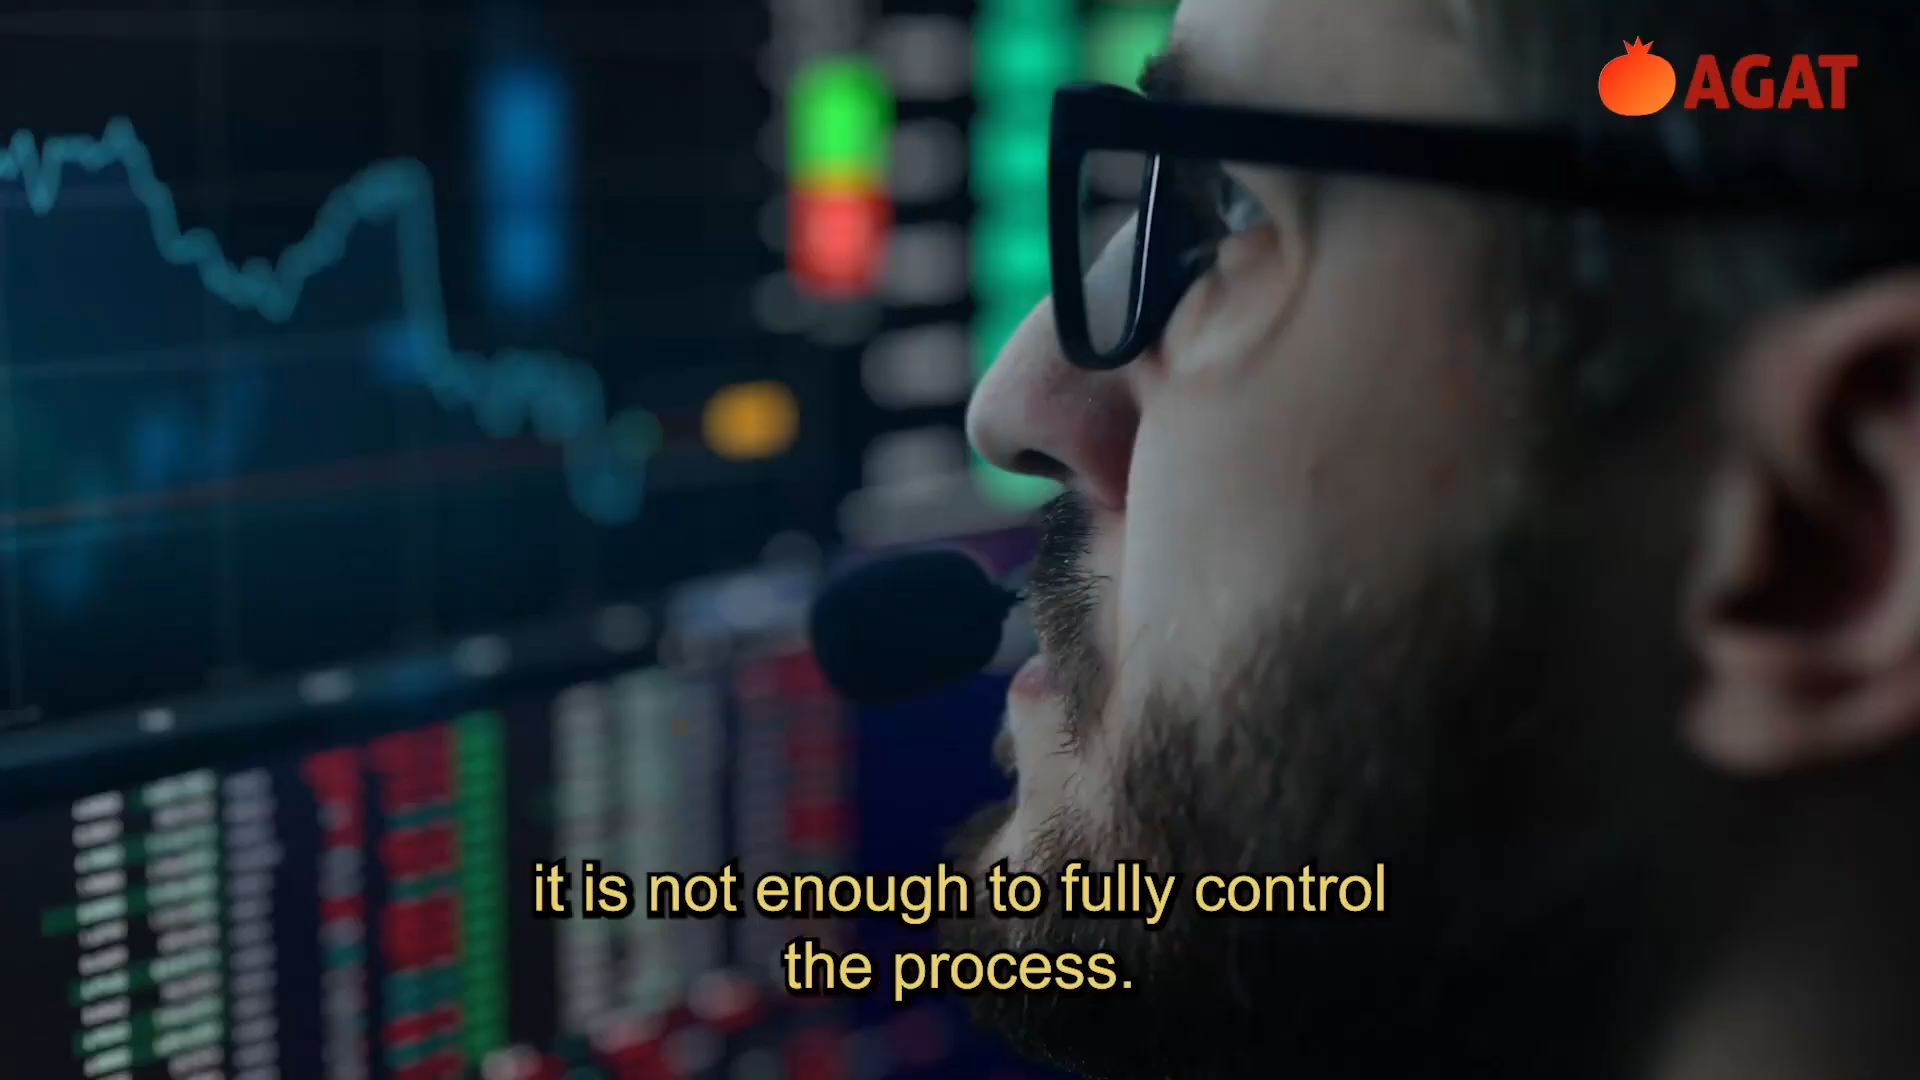 AGAT
it is not enough to fully control
the process.